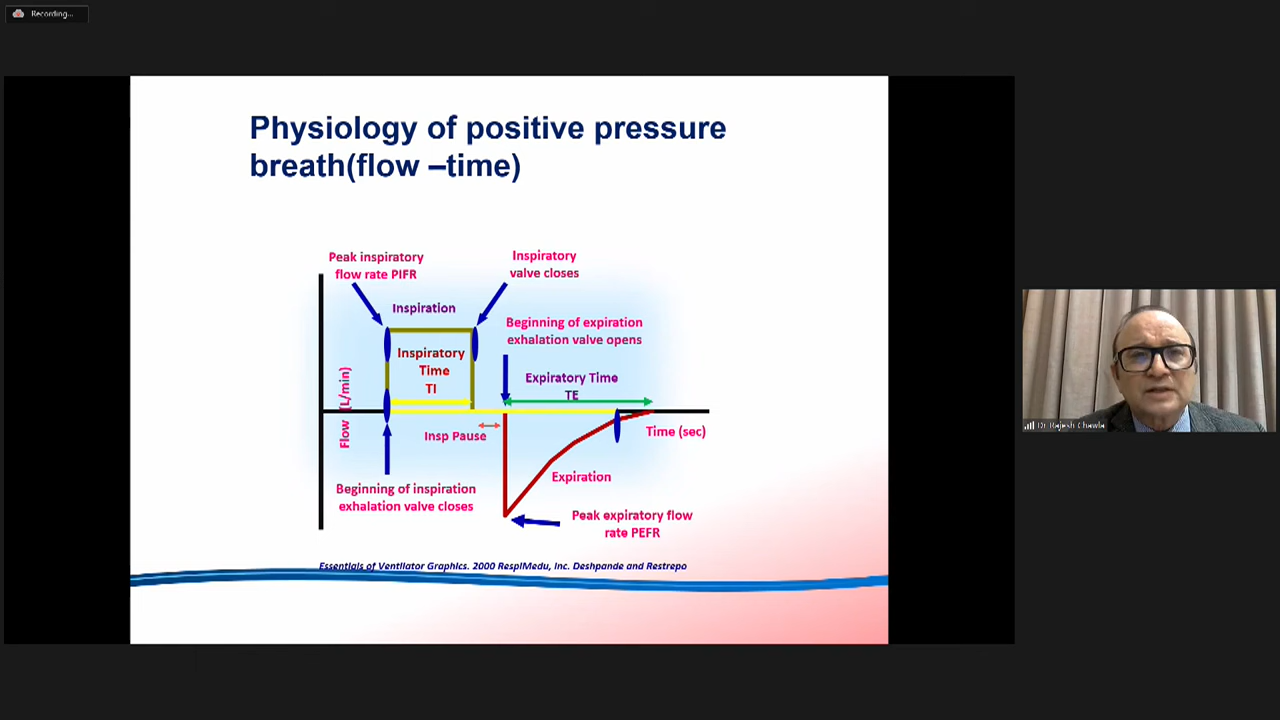 Recording...
Physiology of positive pressure
breath(flow –time)
Peak inspiratory
flow rate PIFR
Inspiratory
valve closes
Inspiration
Beginning of expiration
exhalation valve opens
Inspiratory
Time
TI
Expiratory Time
TE
Flow (L/min)
Insp Pause
Time (sec)
Expiration
Beginning of inspiration
exhalation valve closes
Peak expiratory flow
rate PEFR
Essentials of Ventilator Graphics. 2000 RespiMedu, Inc. Deshpande and Restrepo
Dr Rajesh Chawla